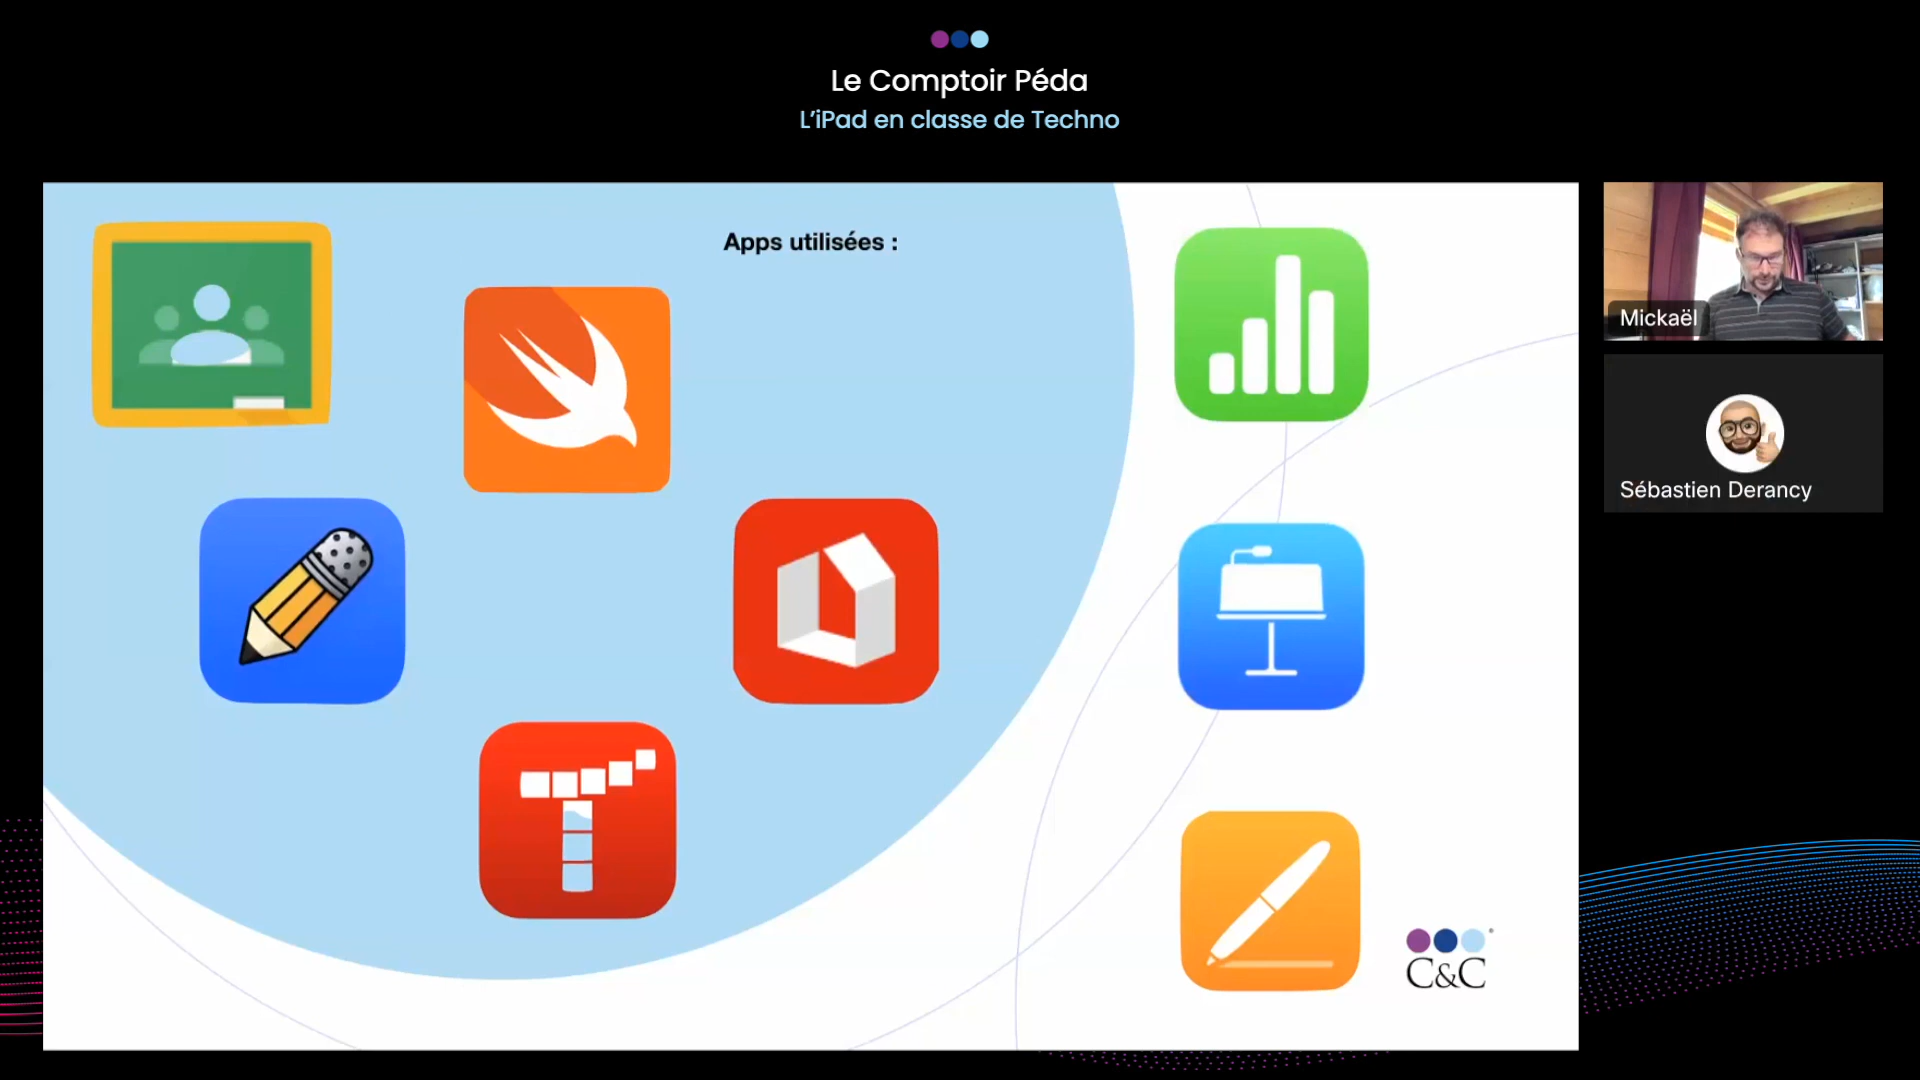 Le Comptoir Péda
L’iPad en classe de Techno
Apps utilisées :
Mickaël
Sébastien Derancy
C&C